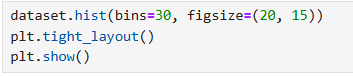 dataset.hist(bins=30, figsize=(20, 15))
plt.tight_layout()
plt.show()